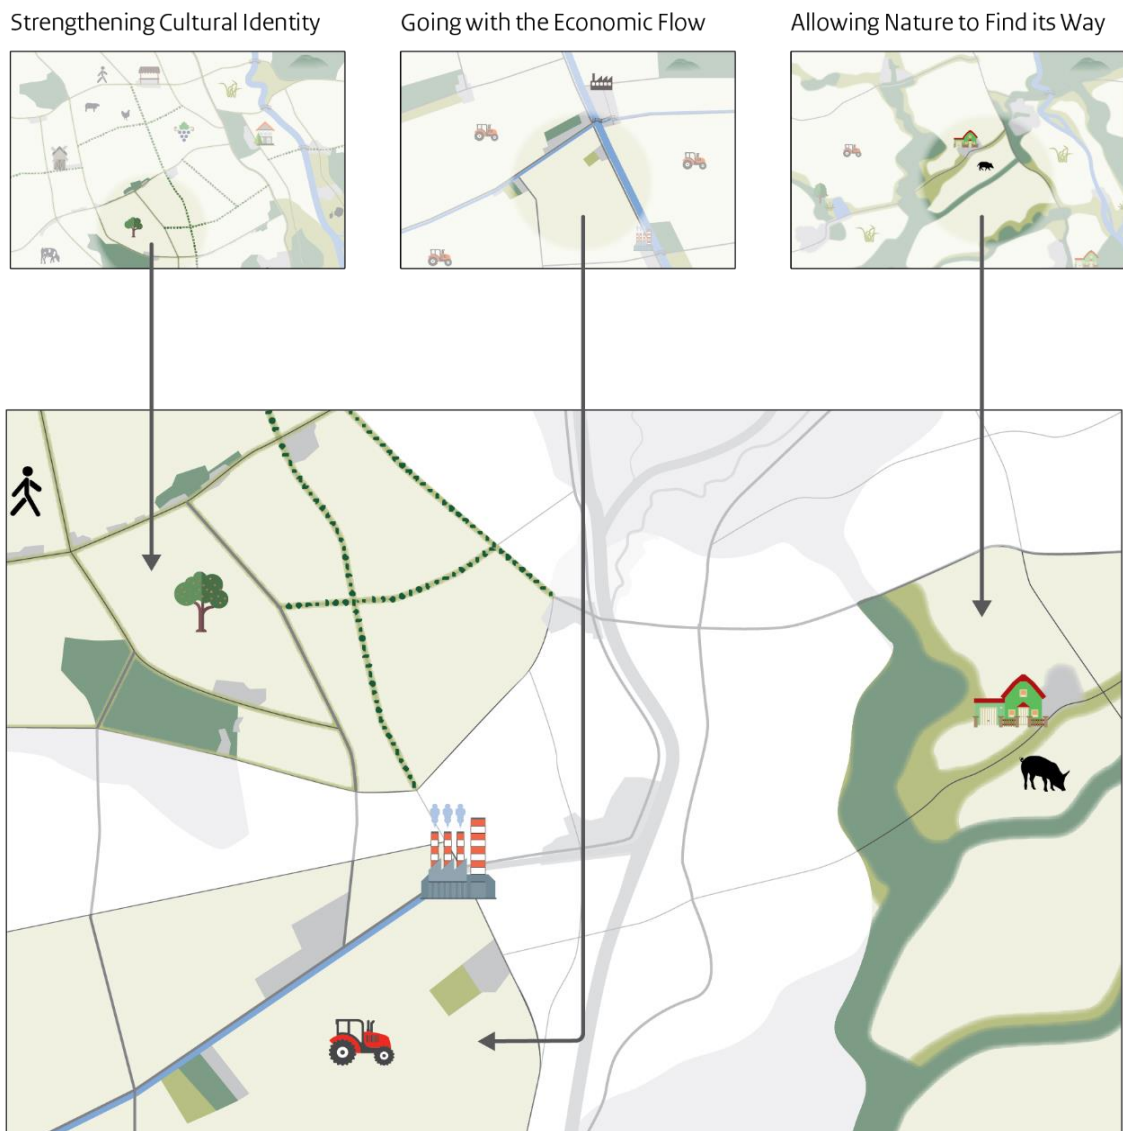 Strengthening Cultural Identity
Going with the Economic Flow
Allowing Nature to Find its Way